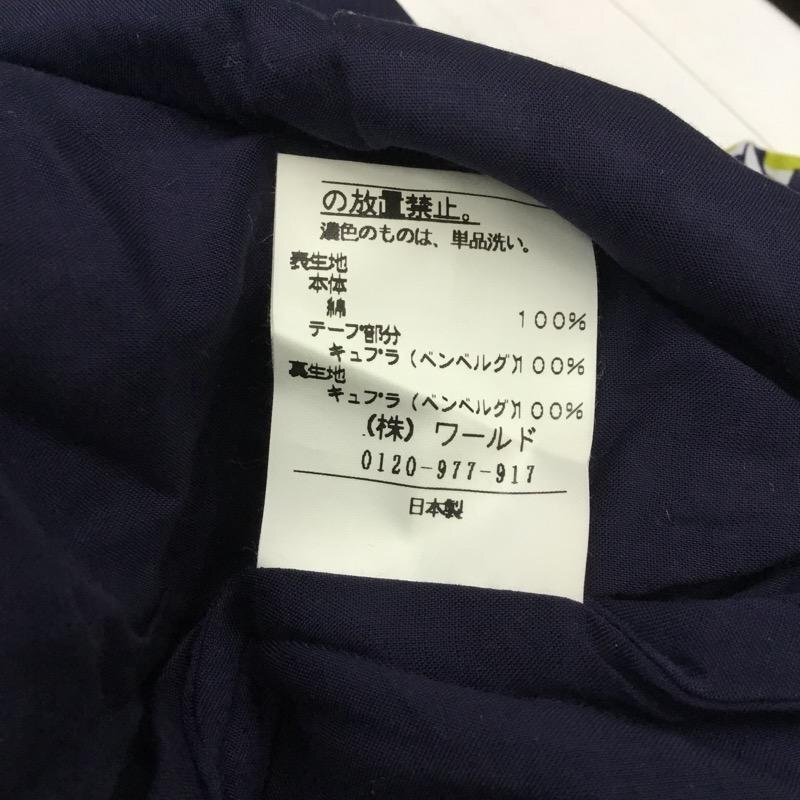 の放置禁止。
濃色のものは、単品洗い。
表生地
本体
綿 100%
テープ部分
キュプラ(ベンベルグ)100%
裏生地
キュプラ(ベンベルグ)100%
(株)ワールド
0120-977-917
日本製